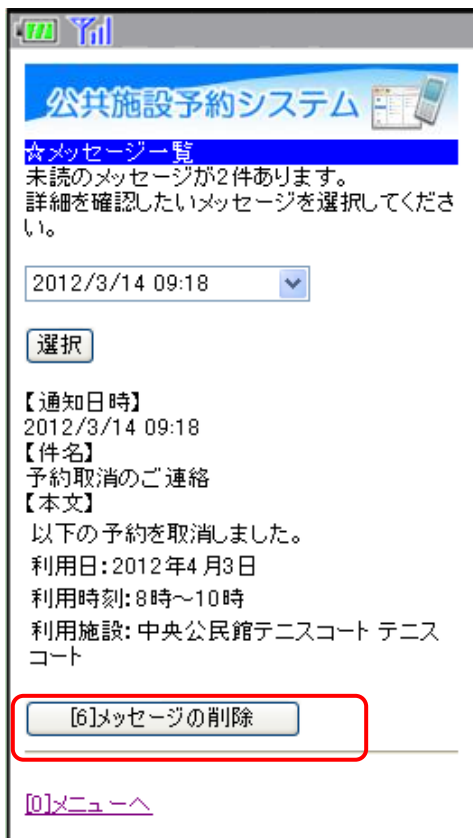 公共施設予約システム
☆メッセージ一覧
未読のメッセージが2件あります。
詳細を確認したいメッセージを選択してくださ
い。
2012/3/14 09:18
選択
【通知日時】
2012/3/14 09:18
【件名】
予約取消のご連絡
【本文】
以下の予約を取消しました。
利用日:2012年4月3日
利用時刻:8時～10時
利用施設:中央公民館テニスコート テニス
コート
[6]メッセージの削除
[0]メニューへ